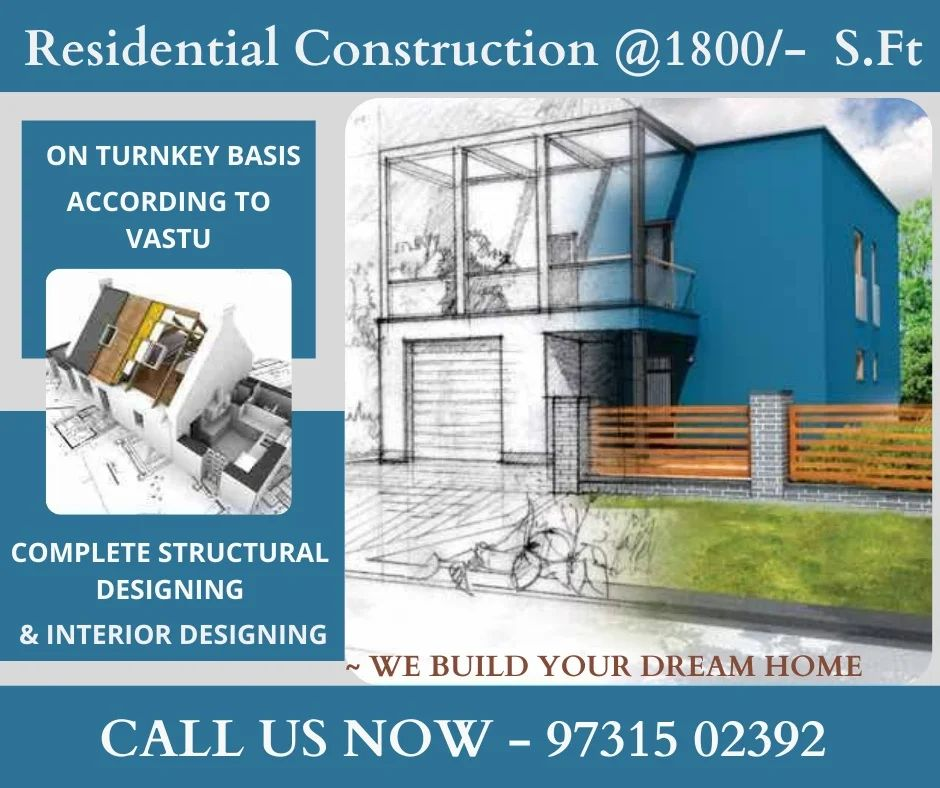 Residential Construction @1800/- S.Ft
ON TURNKEY BASIS
ACCORDING TO
VASTU
COMPLETE STRUCTURAL
DESIGNING
& INTERIOR DESIGNING
~ WE BUILD YOUR DREAM HOME
CALL US NOW - 97315 02392